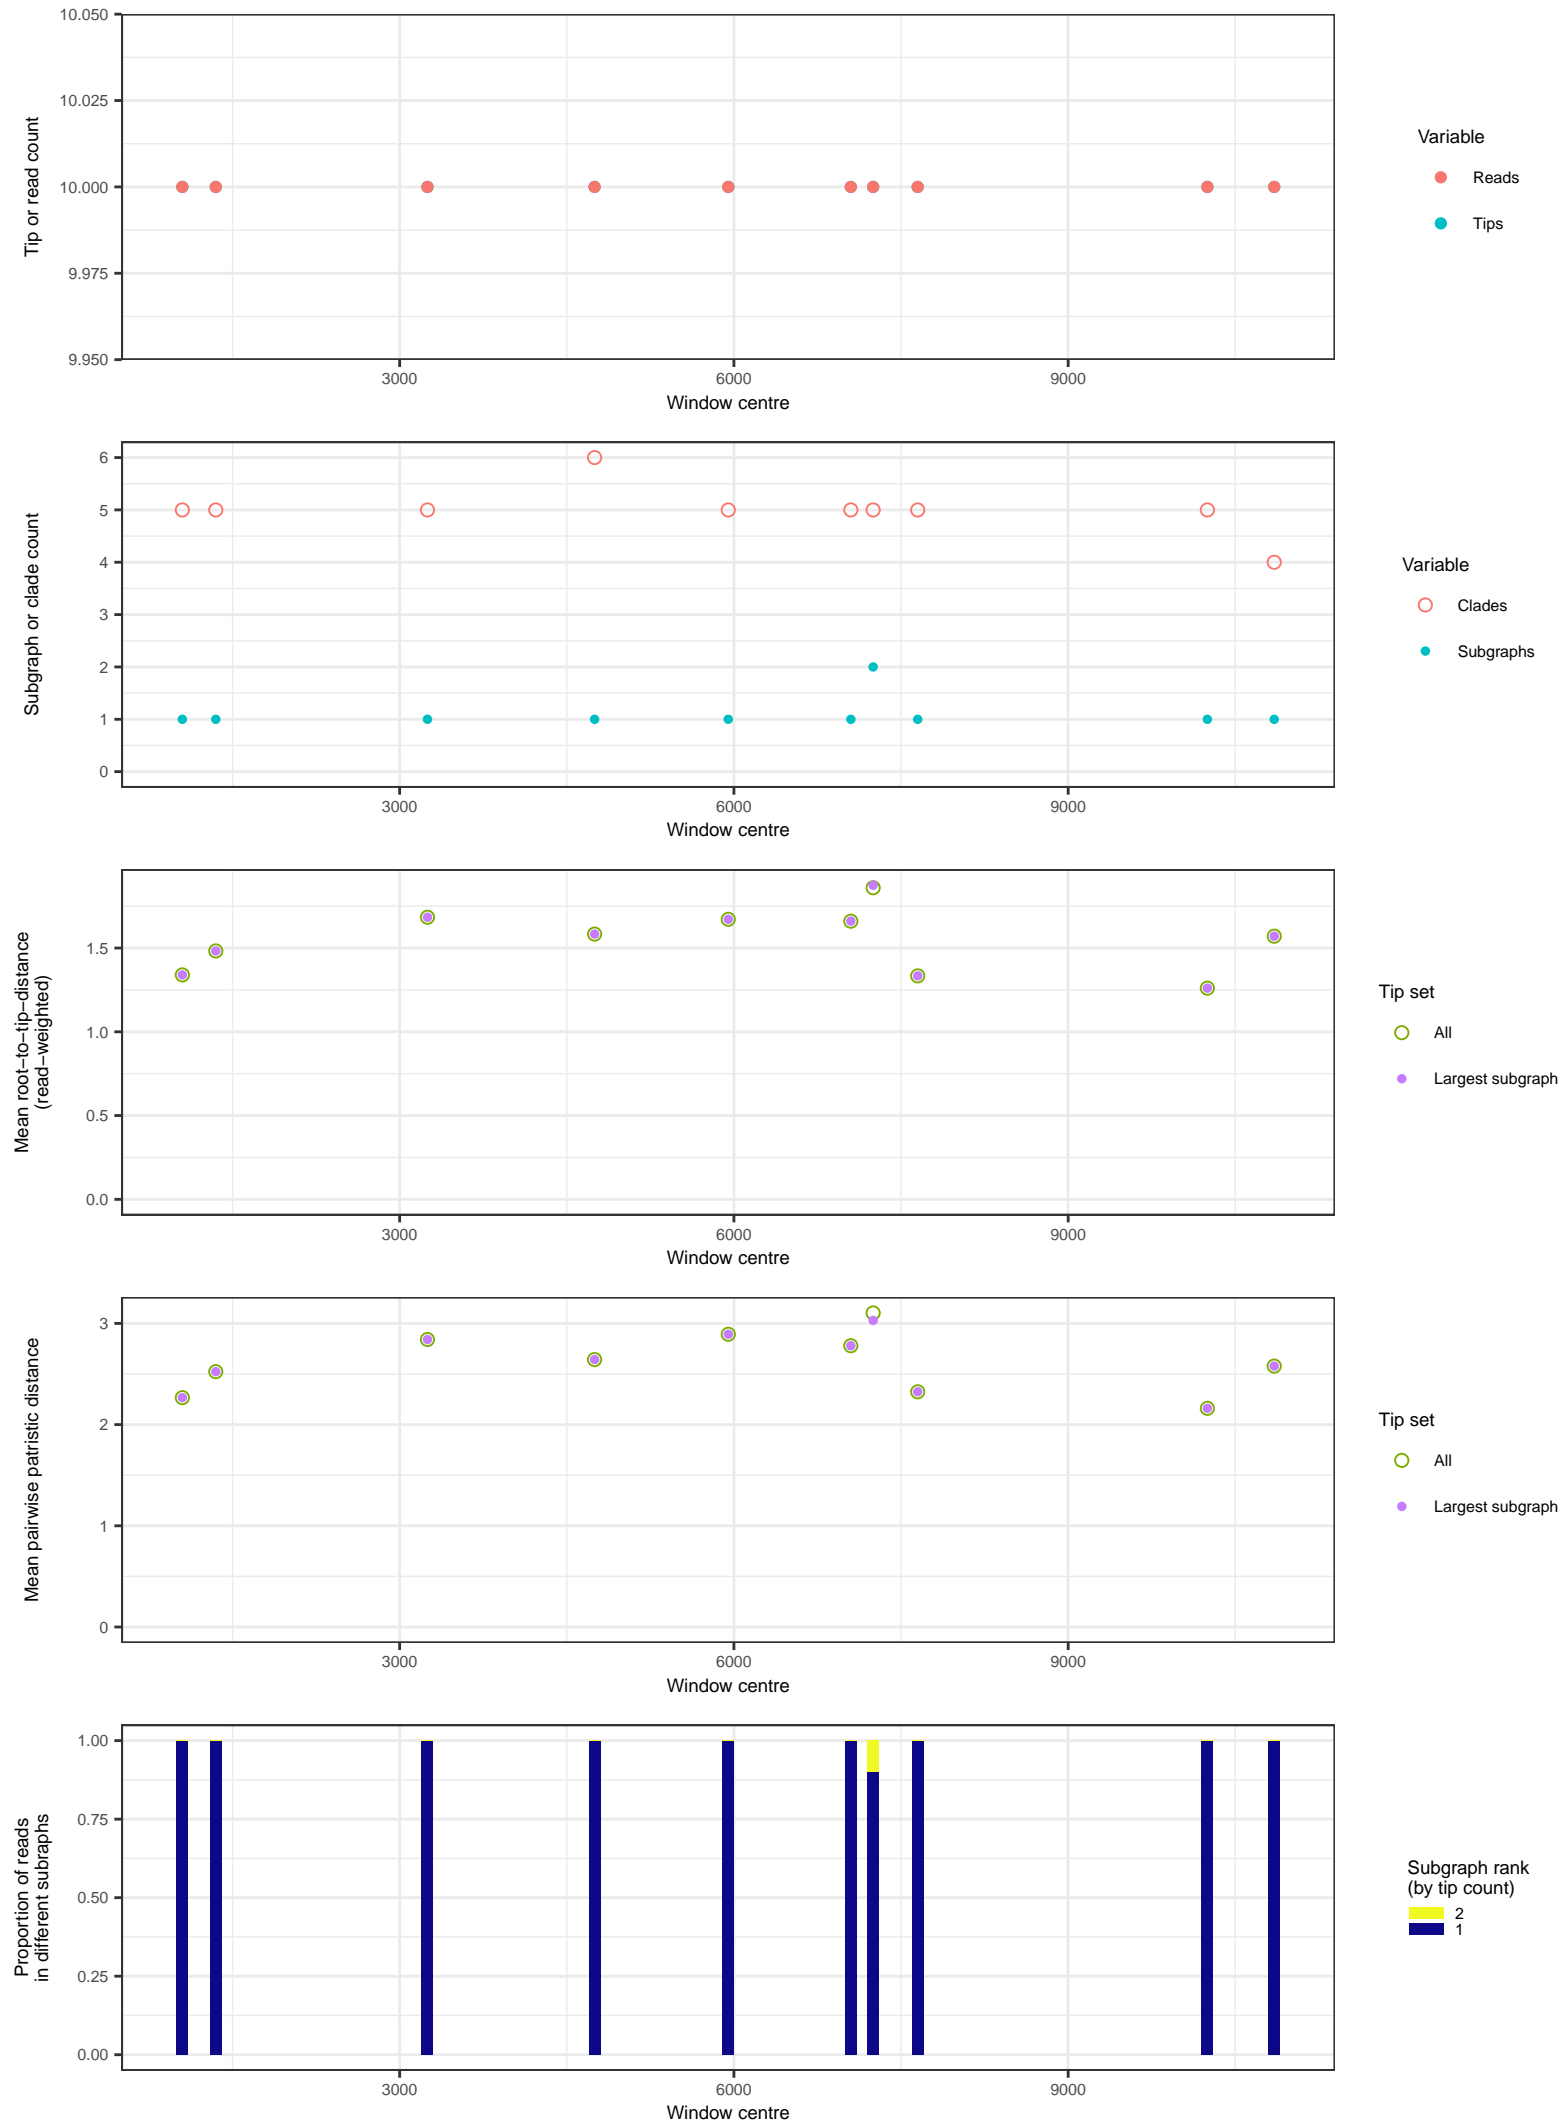 10.050
10.025
10.000
9.975
9.950
Tip or read count
3000
6000
9000
Window centre
Variable
Reads
Tips
6
5
4
3
2
1
0
Subgraph or clade count
3000
6000
9000
Window centre
Variable
Clades
Subgraphs
1.5
1.0
0.5
0.0
Mean root−to−tip−distance
(read−weighted)
3000
6000
9000
Window centre
Tip set
All
Largest subgraph
3
2
1
0
Mean pairwise patristic distance
3000
6000
9000
Window centre
Tip set
All
Largest subgraph
1.00
0.75
0.50
0.25
0.00
Proportion of reads
in different subraphs
3000
6000
9000
Window centre
Subgraph rank
(by tip count)
2
1